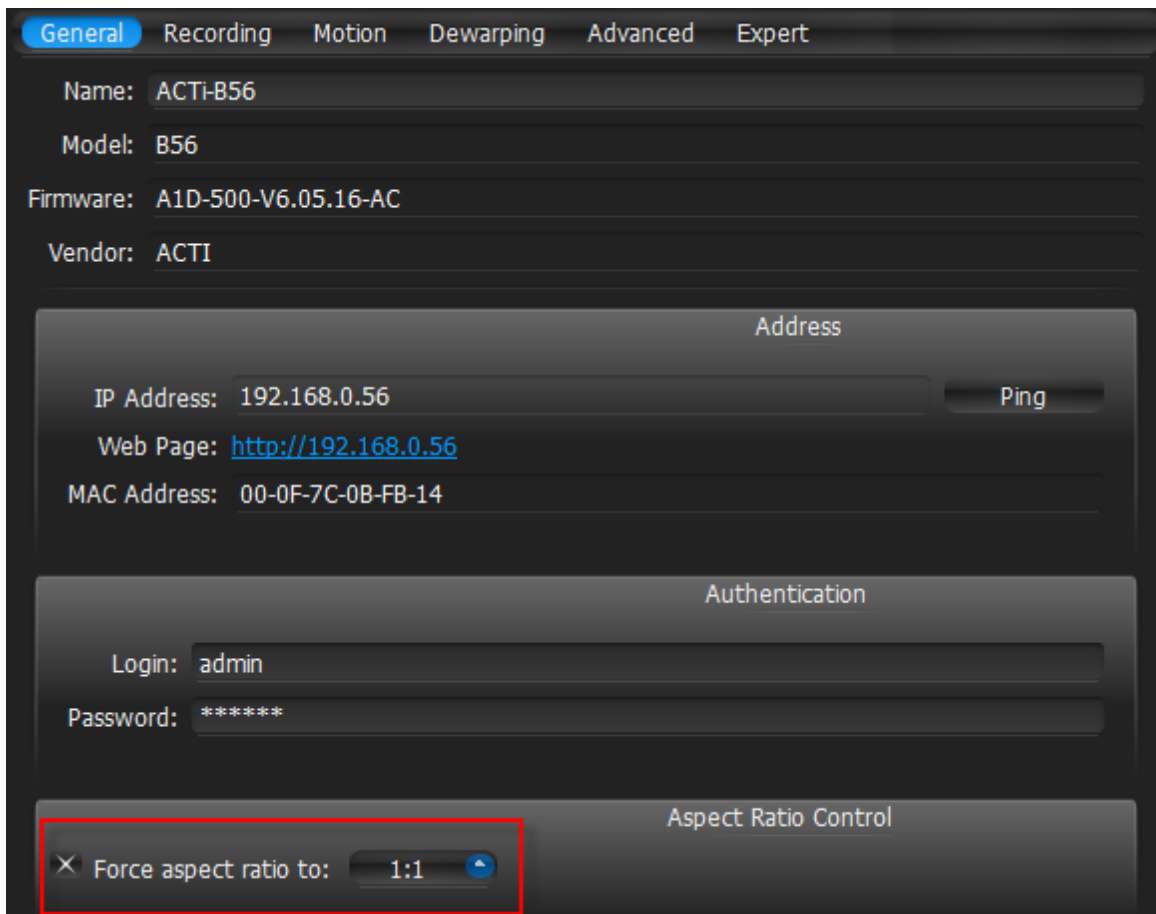 General Recording Motion Dewarping Advanced Expert
Name: ACTi-B56
Model: B56
Firmware: A1D-500-V6.05.16-AC
Vendor: ACTI
Address
IP Address: 192.168.0.56 Ping
Web Page: http://192.168.0.56
MAC Address: 00-0F-7C-0B-FB-14
Authentication
Login: admin
Password: ******
Aspect Ratio Control
Force aspect ratio to: 1:1